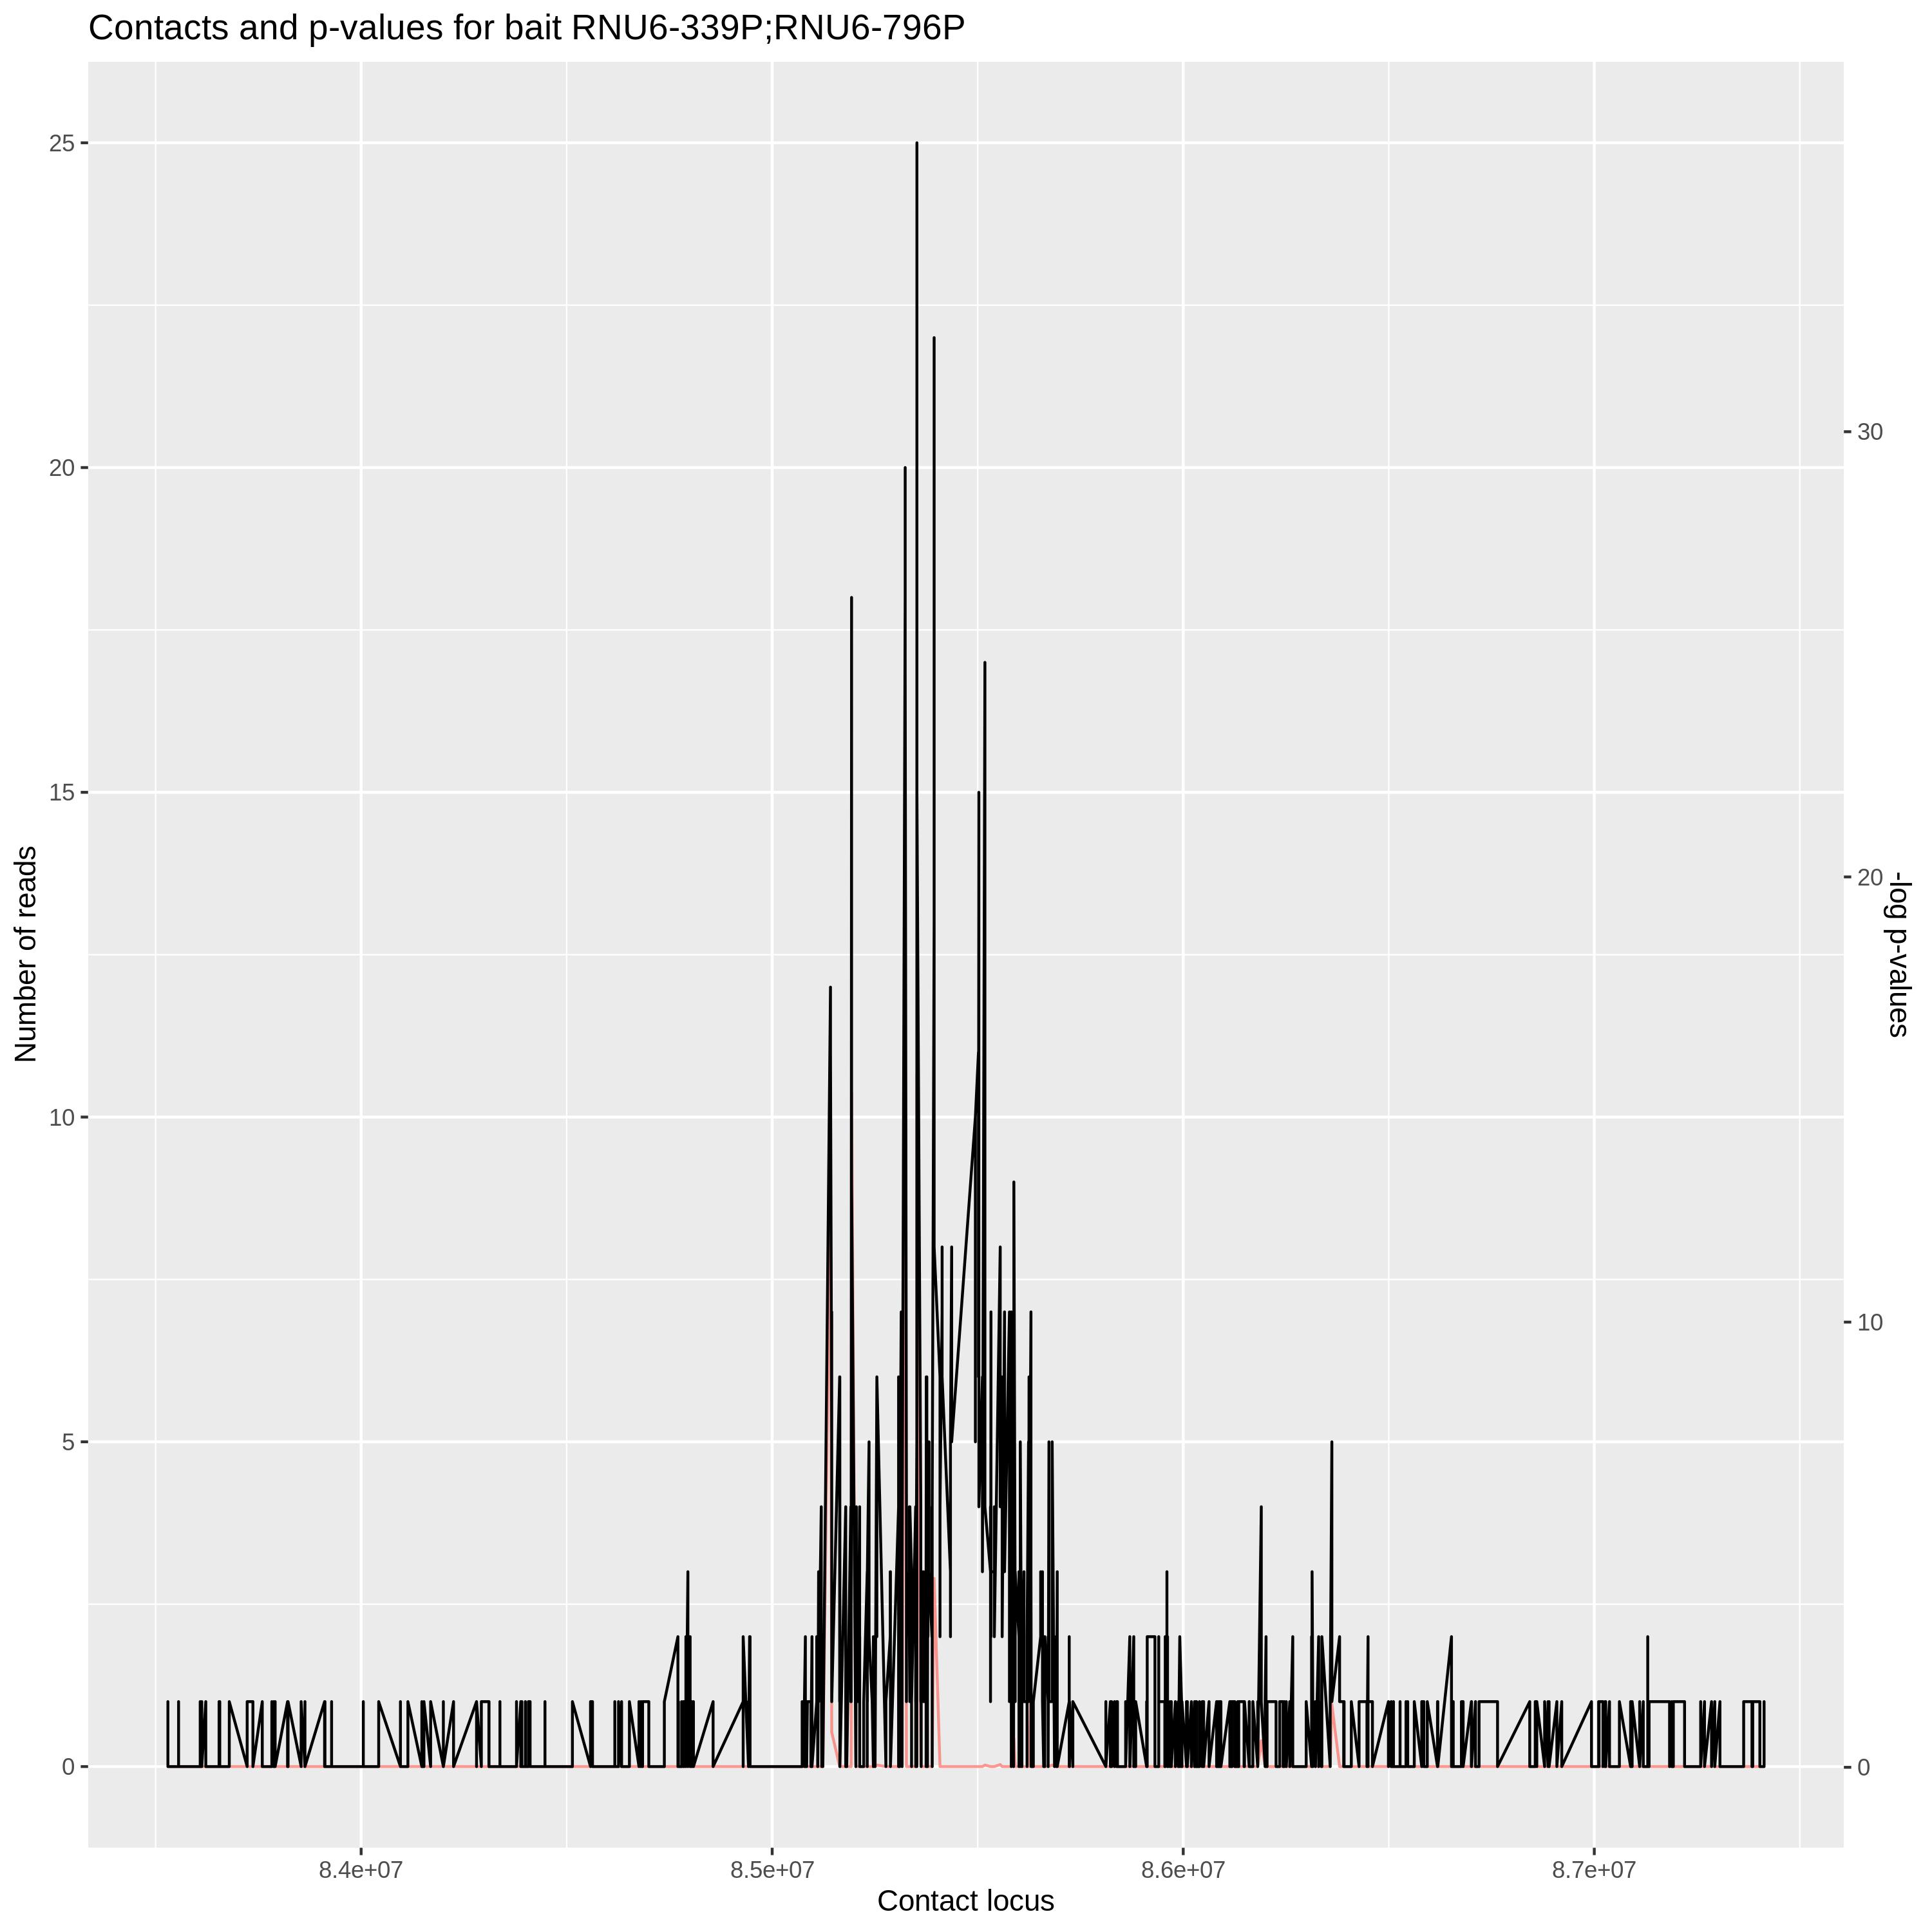 Contacts and p-values for bait RNU6-339P;RNU6-796P
25
20
15
10
5
0
Number of reads
30
20
10
0
-log p-values
8.4e+07
8.5e+07
8.6e+07
8.7e+07
Contact locus